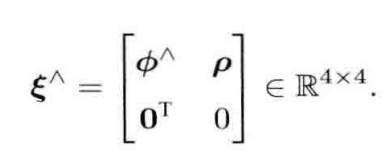 ξ^∧ = [ϕ^∧ ρ
0^T 0] ∈ ℝ^{4×4}.